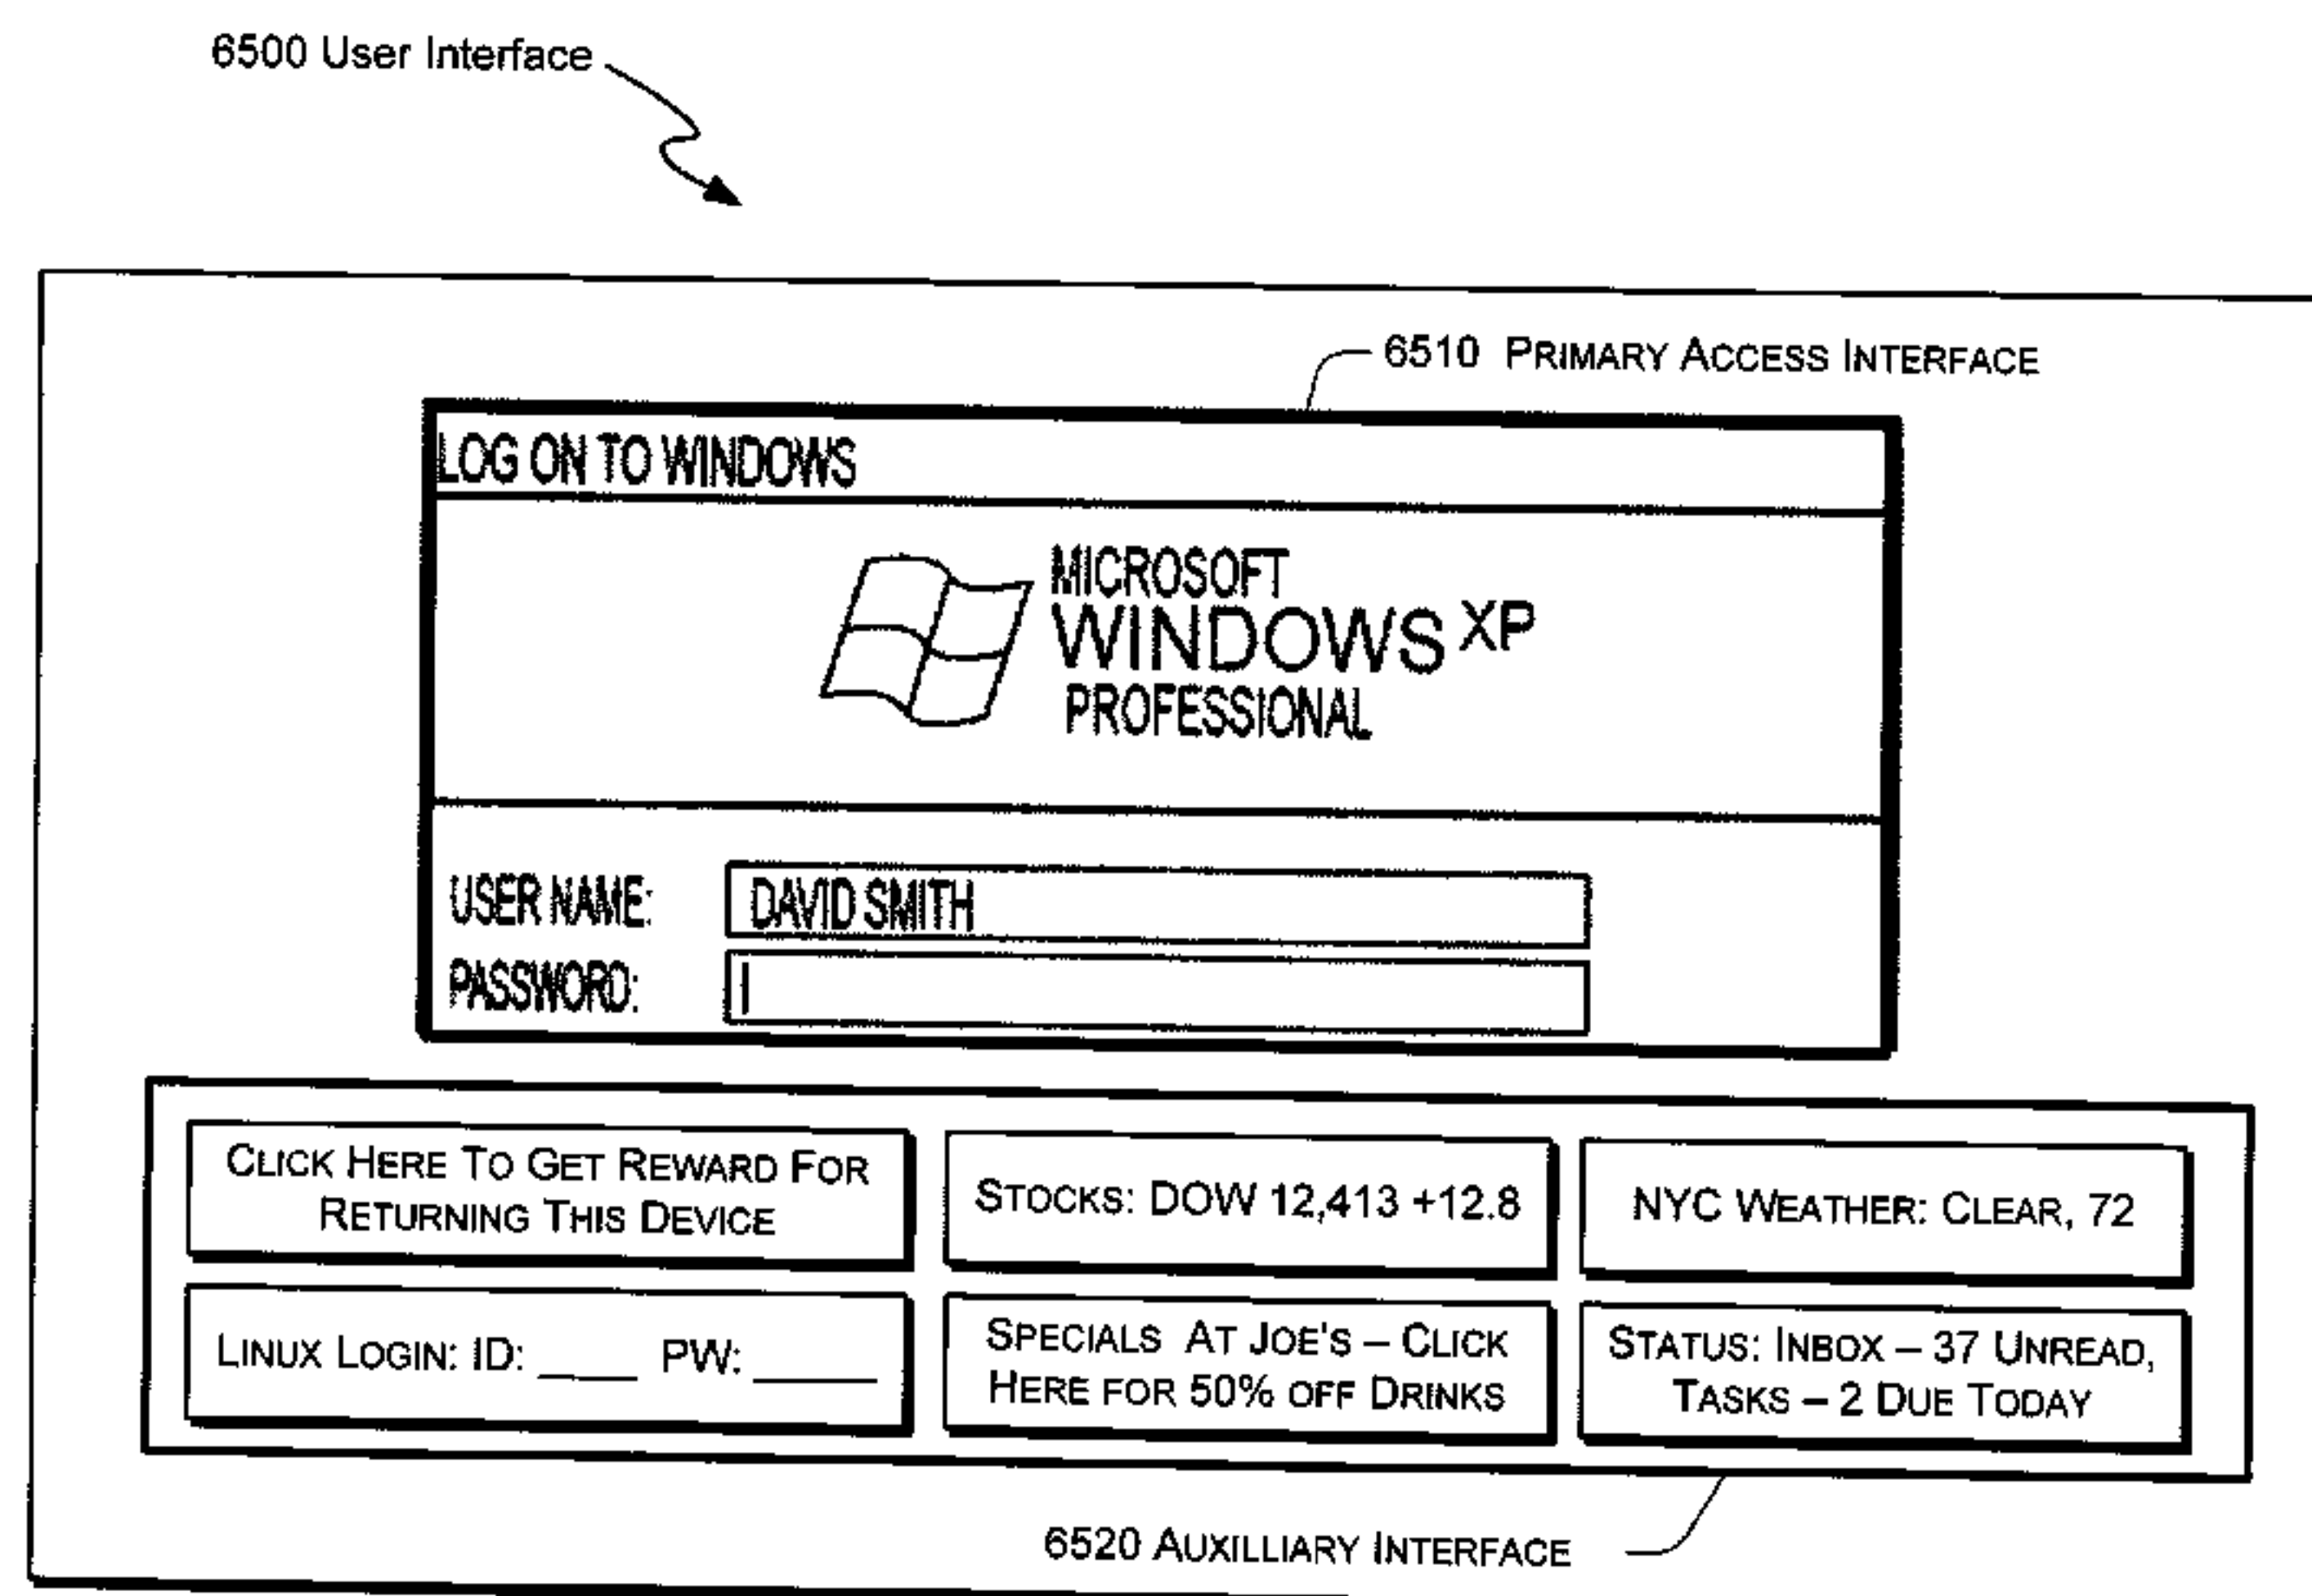 6500 User Interface
6510 PRIMARY ACCESS INTERFACE
LOG ON TO WINDOWS
MICROSOFT
WINDOWS XP
PROFESSIONAL
USER NAME: DAVID SMITH
PASSWORD:
CLICK HERE TO GET REWARD FOR
RETURNING THIS DEVICE
STOCKS: DOW 12,413 +12.8
NYC WEATHER: CLEAR, 72
LINUX LOGIN: ID: ____ PW: _____
SPECIALS AT JOE'S – CLICK
HERE FOR 50% OFF DRINKS
STATUS: INBOX – 37 UNREAD,
TASKS – 2 DUE TODAY
6520 AUXILLIARY INTERFACE